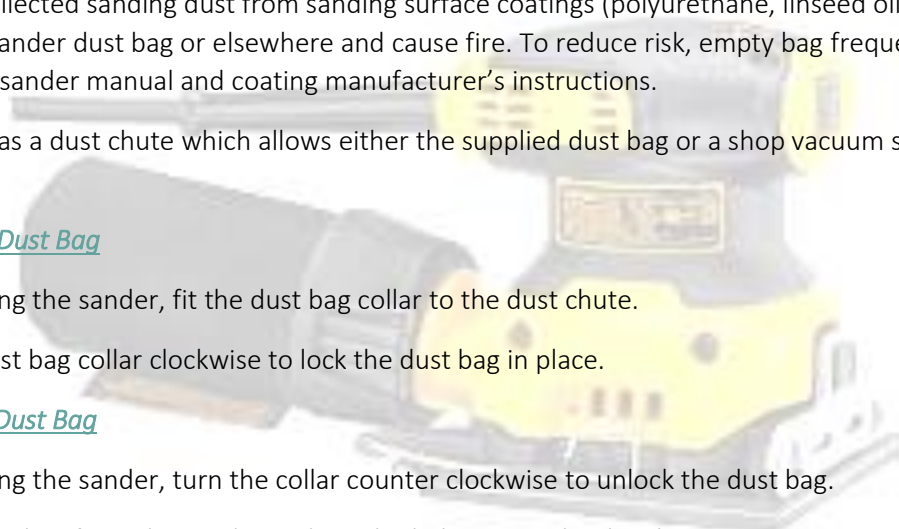 llected sanding dust from sanding surface coatings (polyurethane, linseed oil
ander dust bag or elsewhere and cause fire. To reduce risk, empty bag freque
sander manual and coating manufacturer's instructions.
as a dust chute which allows either the supplied dust bag or a shop vacuum s
Dust Bag
ng the sander, fit the dust bag collar to the dust chute.
st bag collar clockwise to lock the dust bag in place.
Dust Bag
ng the sander, turn the collar counter clockwise to unlock the dust bag.